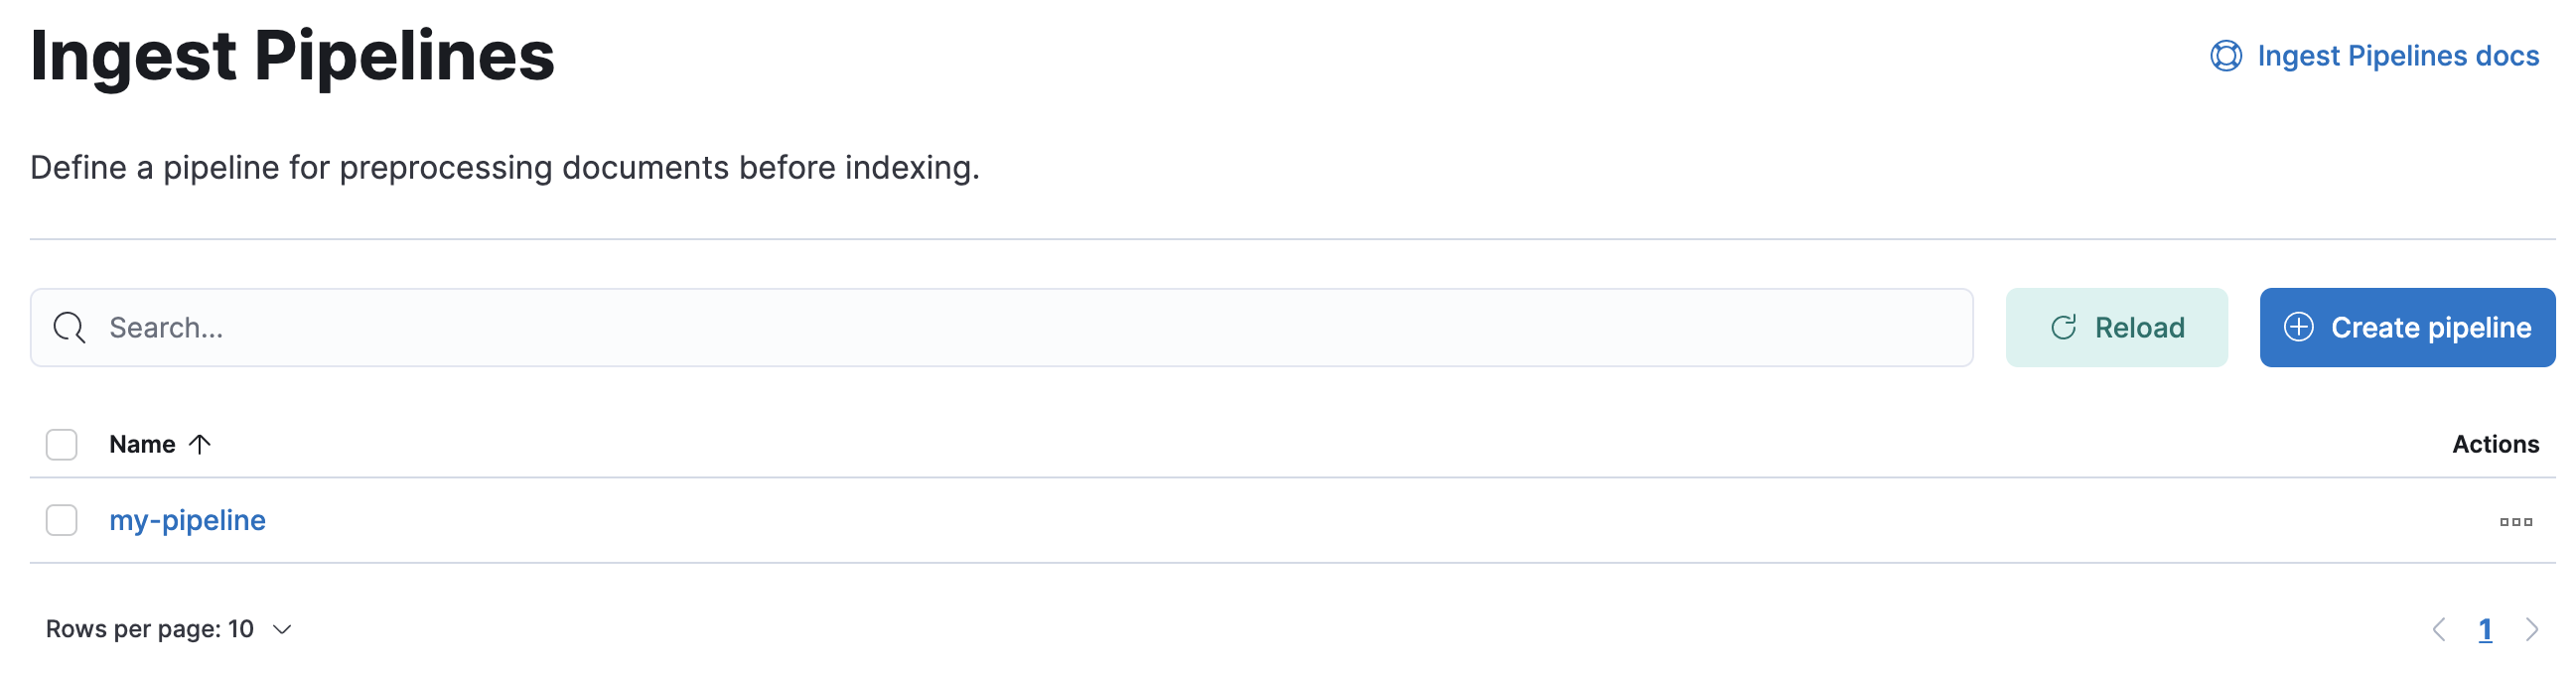 Ingest Pipelines
Ingest Pipelines docs
Define a pipeline for preprocessing documents before indexing.
Search...
Reload
Create pipeline
Name
Actions
my-pipeline
Rows per page: 10
1